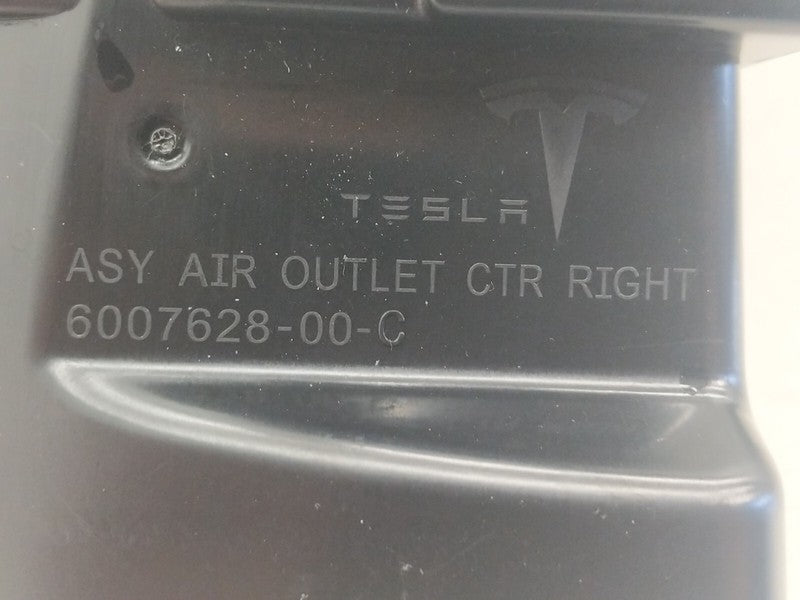 TESLA
ASY AIR OUTLET CTR RIGHT
6007628-00-C